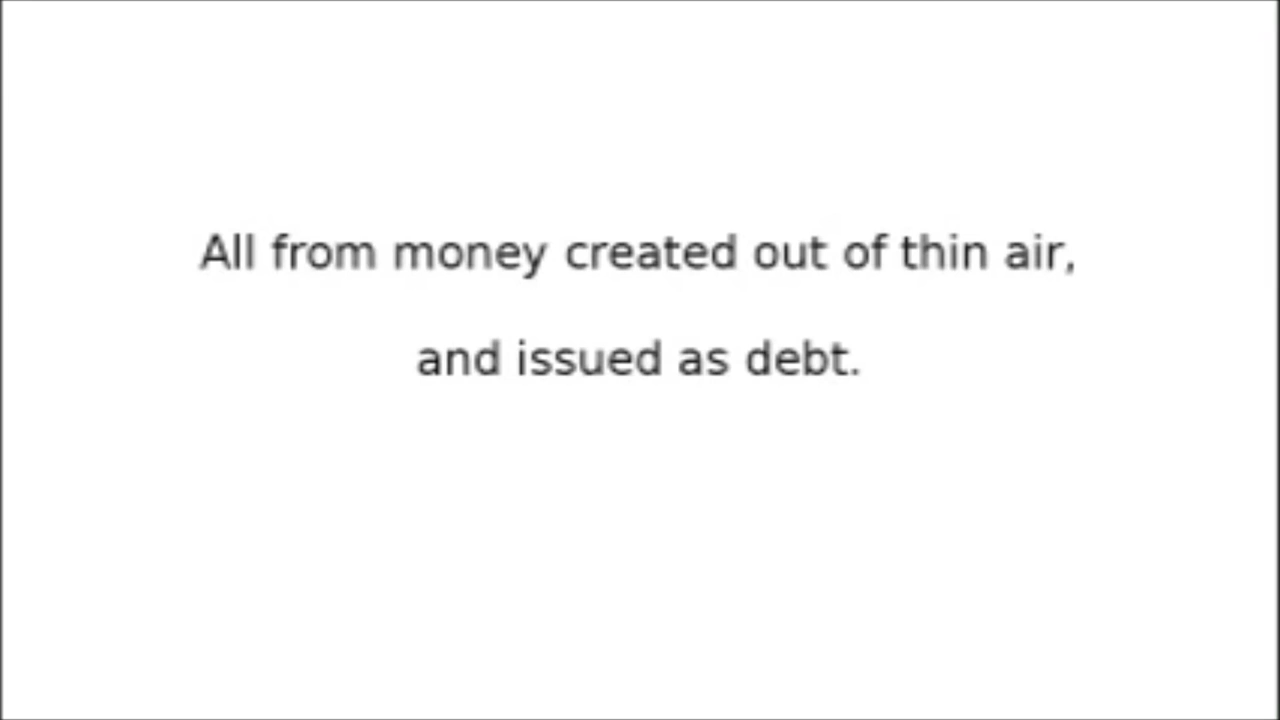 All from money created out of thin air,
and issued as debt.